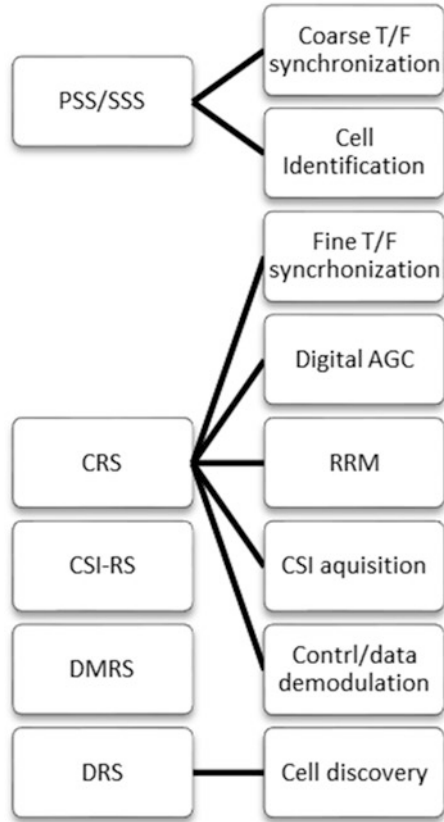 PSS/SSS
Coarse T/F
synchronization
Cell
Identification
Fine T/F
syncrhonization
Digital AGC
CRS
RRM
CSI-RS
CSI aquisition
DMRS
Contrl/data
demodulation
DRS
Cell discovery